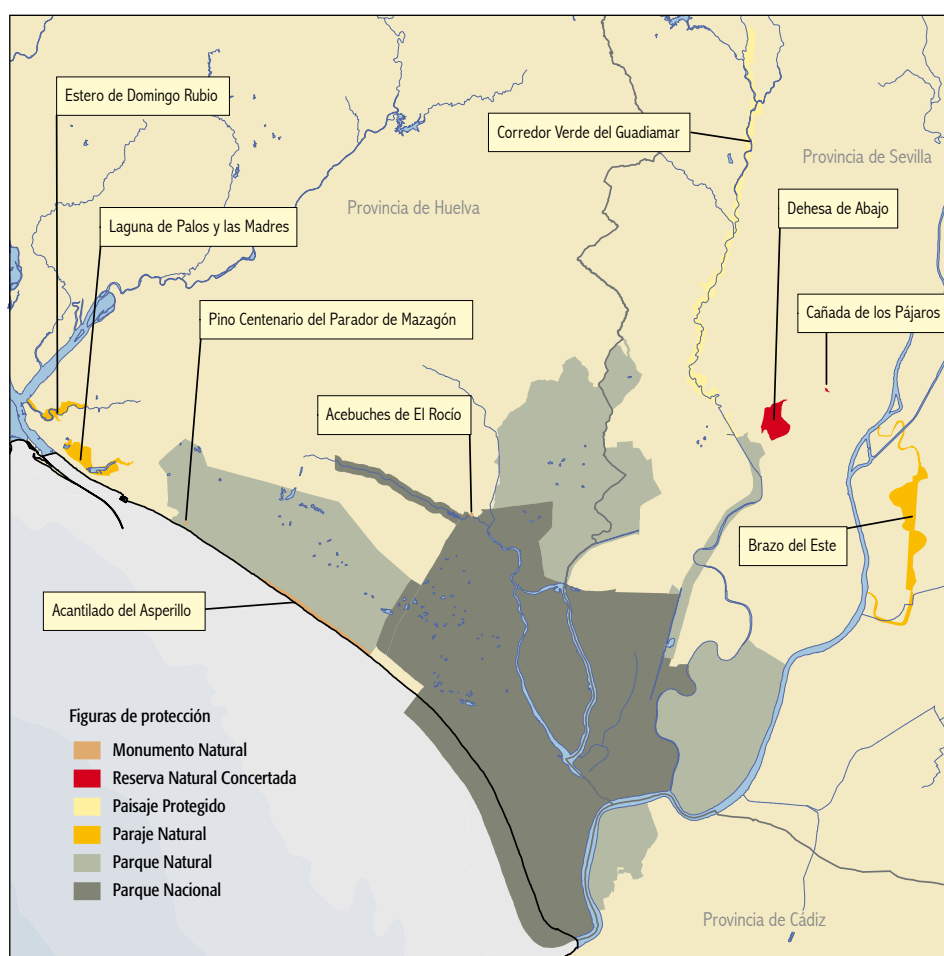 Estero de Domingo Rubio
Corredor Verde del Guadiamar
Provincia de Sevilla
Provincia de Huelva
Dehesa de Abajo
Laguna de Palos y las Madres
Pino Centenario del Parador de Mazagón
Cañada de los Pájaros
Acebuches de El Rocío
Brazo del Este
Acantilado del Asperillo
Figuras de protección
Monumento Natural
Reserva Natural Concertada
Paisaje Protegido
Paraje Natural
Parque Natural
Parque Nacional
Provincia de Cádiz